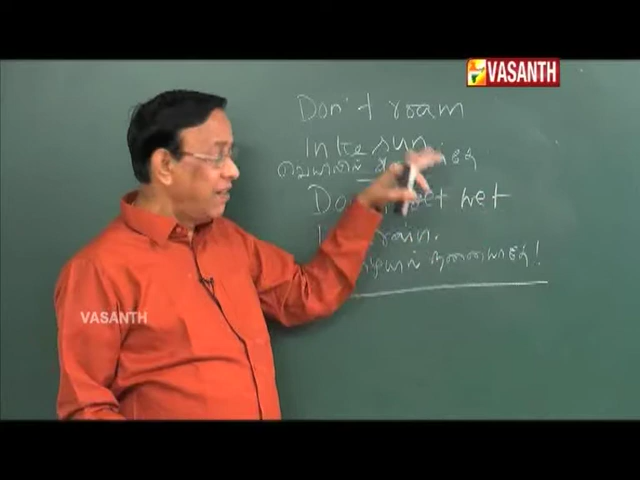 VASANTH
Don't roam
In the sun.
வெயிலில்
get wet
rain.
நனையாதே!
VASANTH